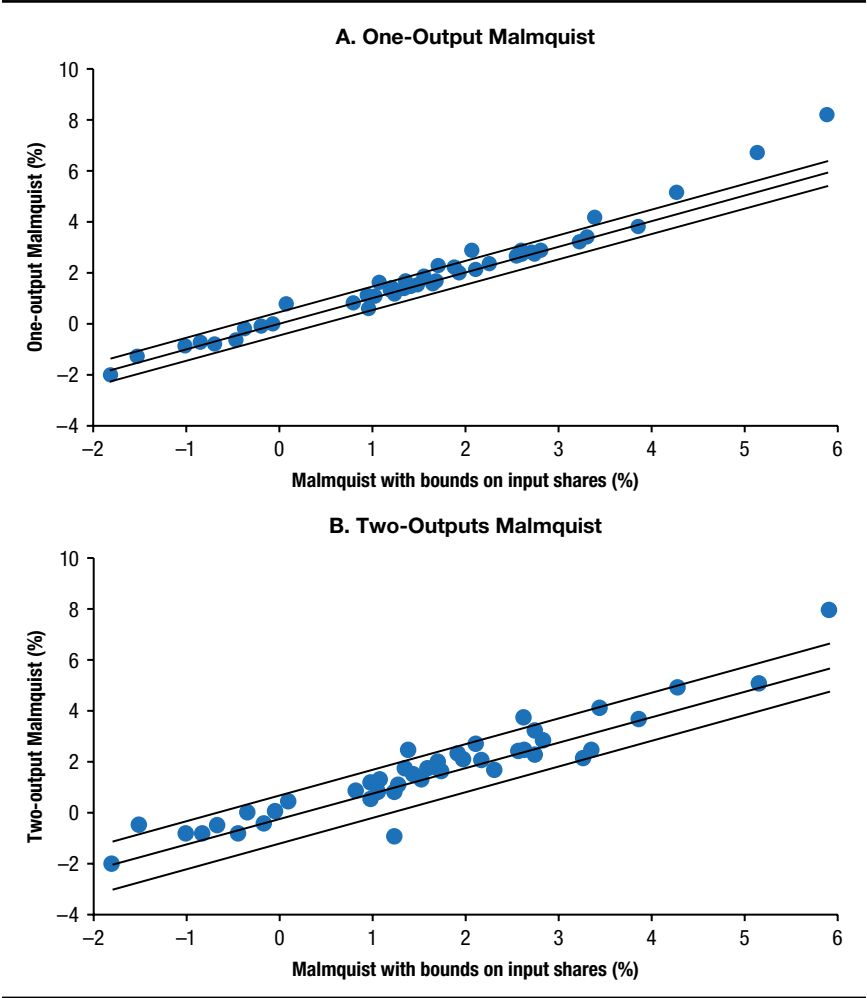 A. One-Output Malmquist
10
8
6
4
2
0
–2
–4
One-output Malmquist (%)
–2 –1 0 1 2 3 4 5 6
Malmquist with bounds on input shares (%)
B. Two-Outputs Malmquist
10
8
6
4
2
0
–2
–4
Two-output Malmquist (%)
–2 –1 0 1 2 3 4 5 6
Malmquist with bounds on input shares (%)